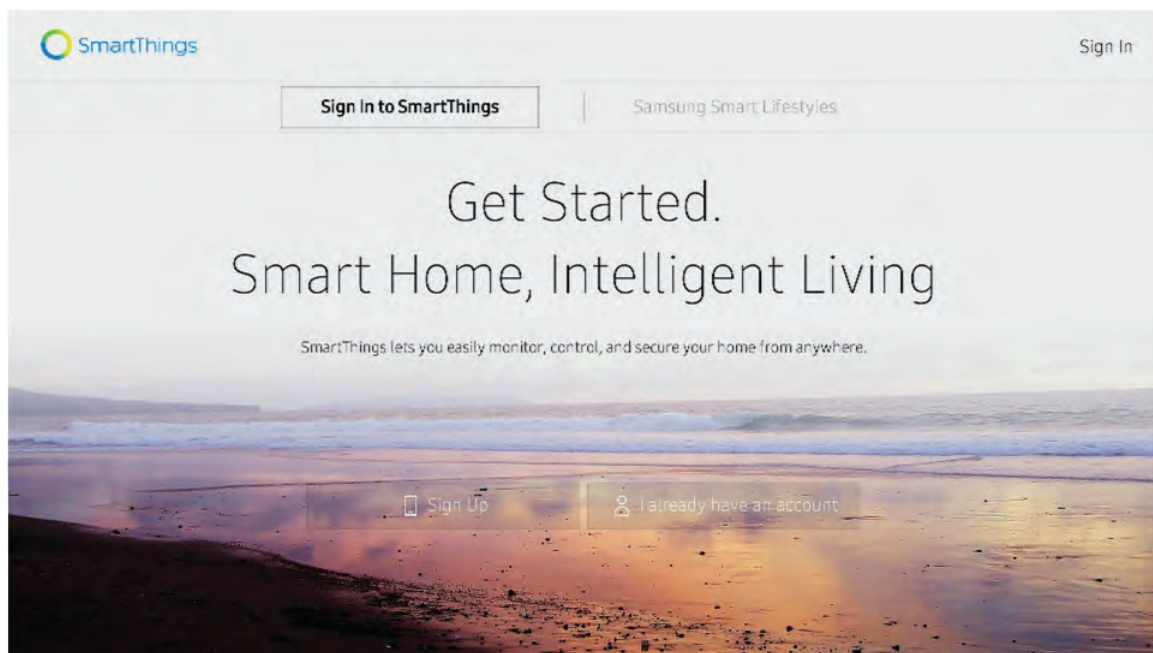 SmartThings
Sign In
Sign In to SmartThings
Samsung Smart Lifestyles
Get Started.
Smart Home, Intelligent Living
SmartThings lets you easily monitor, control, and secure your home from anywhere.
Sign Up
I already have an account